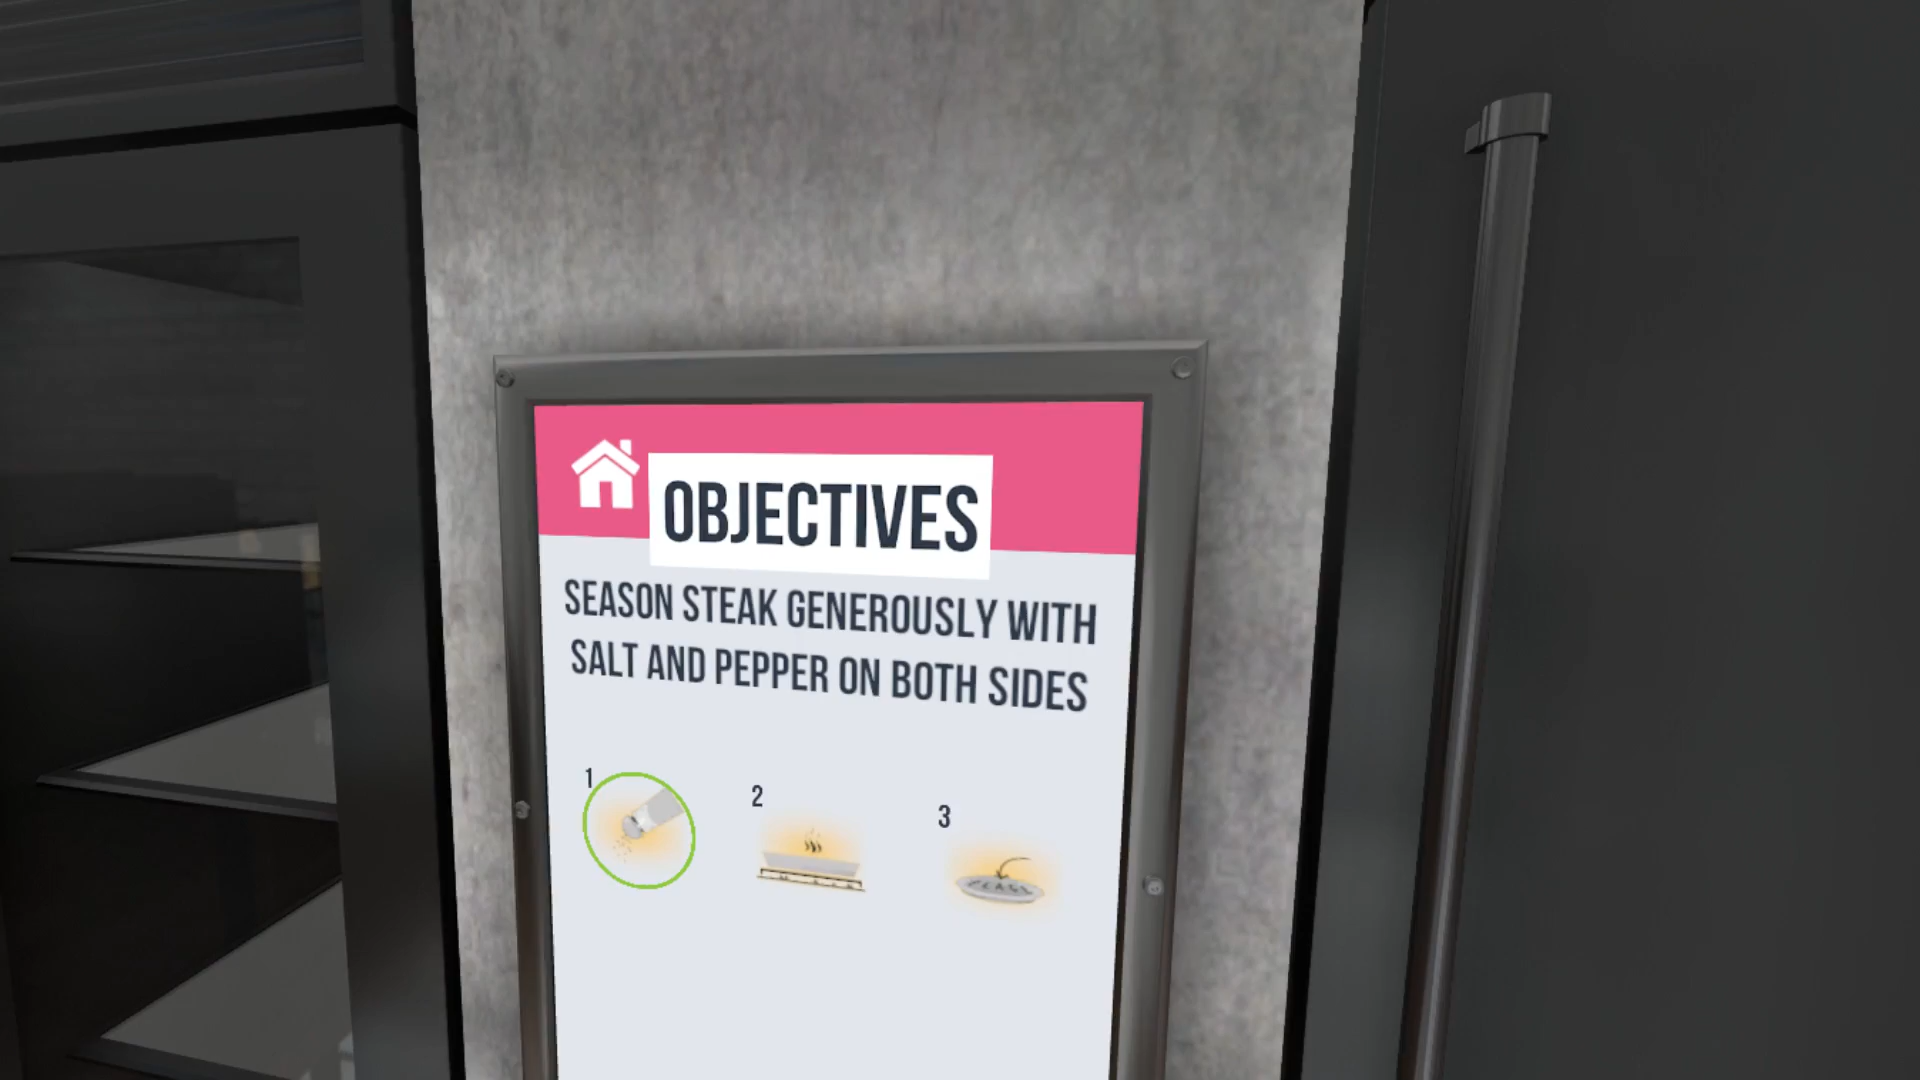 OBJECTIVES
SEASON STEAK GENEROUSLY WITH
SALT AND PEPPER ON BOTH SIDES
1
2
3